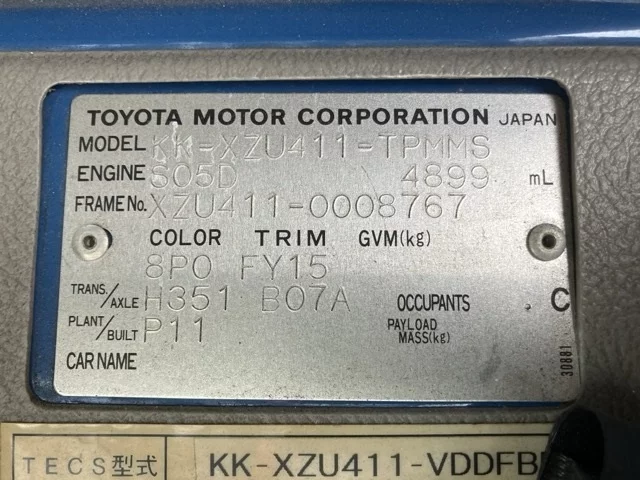 TOYOTA MOTOR CORPORATION JAPAN
MODEL KK-XZU411-TPMMS
ENGINE S05D 4899 mL
FRAME No. XZU411-0008767
COLOR TRIM GVM(kg)
8P0 FY15
TRANS./AXLE H351 B07A OCCUPANTS C
PLANT/BUILT P11 PAYLOAD MASS(kg)
CAR NAME
30881
TECS型式 KK-XZU411-VDDFB